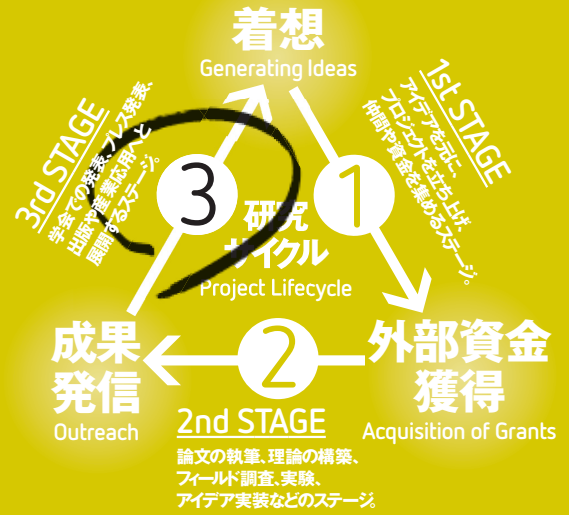 着想
Generating Ideas
1st STAGE
アイデアを元に、
プロジェクトを立ち上げ、
仲間や資金を集めるステージ。
3rd STAGE
学会での発表、プレス発表、
出版や産業応用へと
展開するステージ。
3
1
研究
サイクル
Project Lifecycle
成果
発信
Outreach
2
外部資金
獲得
Acquisition of Grants
2nd STAGE
論文の執筆、理論の構築、
フィールド調査、実験、
アイデア実装などのステージ。